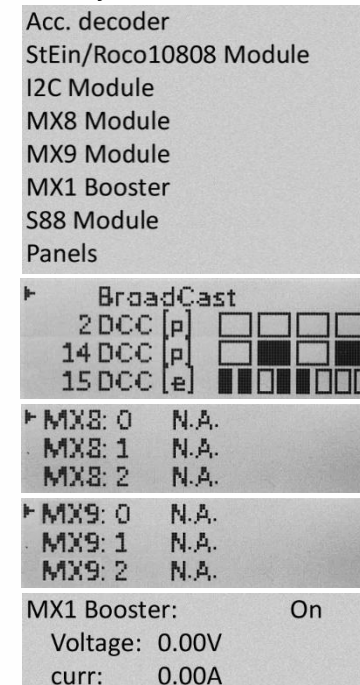 Acc. decoder
StEin/Roco10808 Module
I2C Module
MX8 Module
MX9 Module
MX1 Booster
S88 Module
Panels
BroadCast
2 DCC [p]
14 DCC [p]
15 DCC [e]
MX8: 0 N.A.
MX8: 1 N.A.
MX8: 2 N.A.
MX9: 0 N.A.
MX9: 1 N.A.
MX9: 2 N.A.
MX1 Booster: On
Voltage: 0.00V
curr: 0.00A